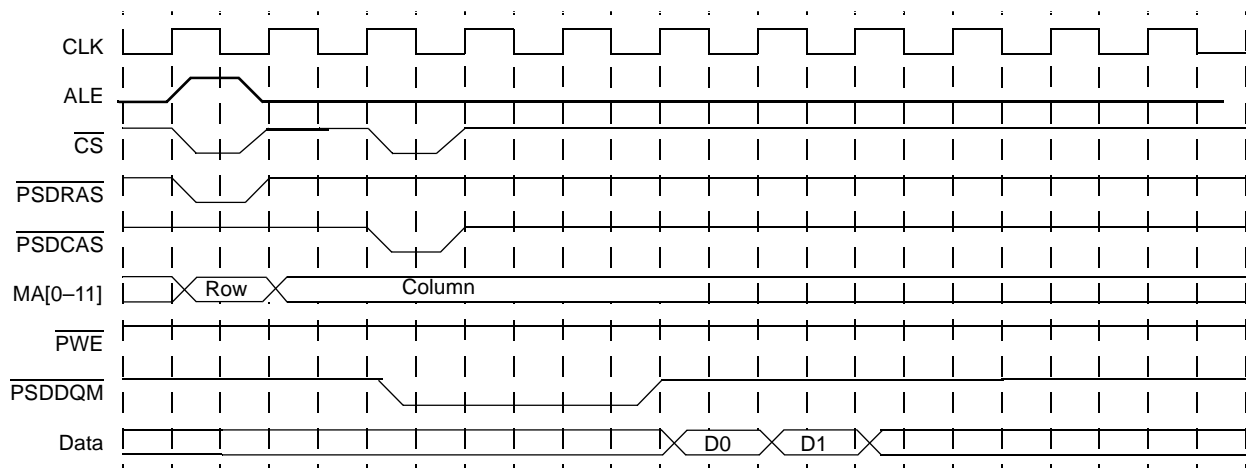 CLK
ALE
CS
PSDRAS
PSDCAS
MA[0–11] Row Column
PWE
PSDDQM
Data D0 D1